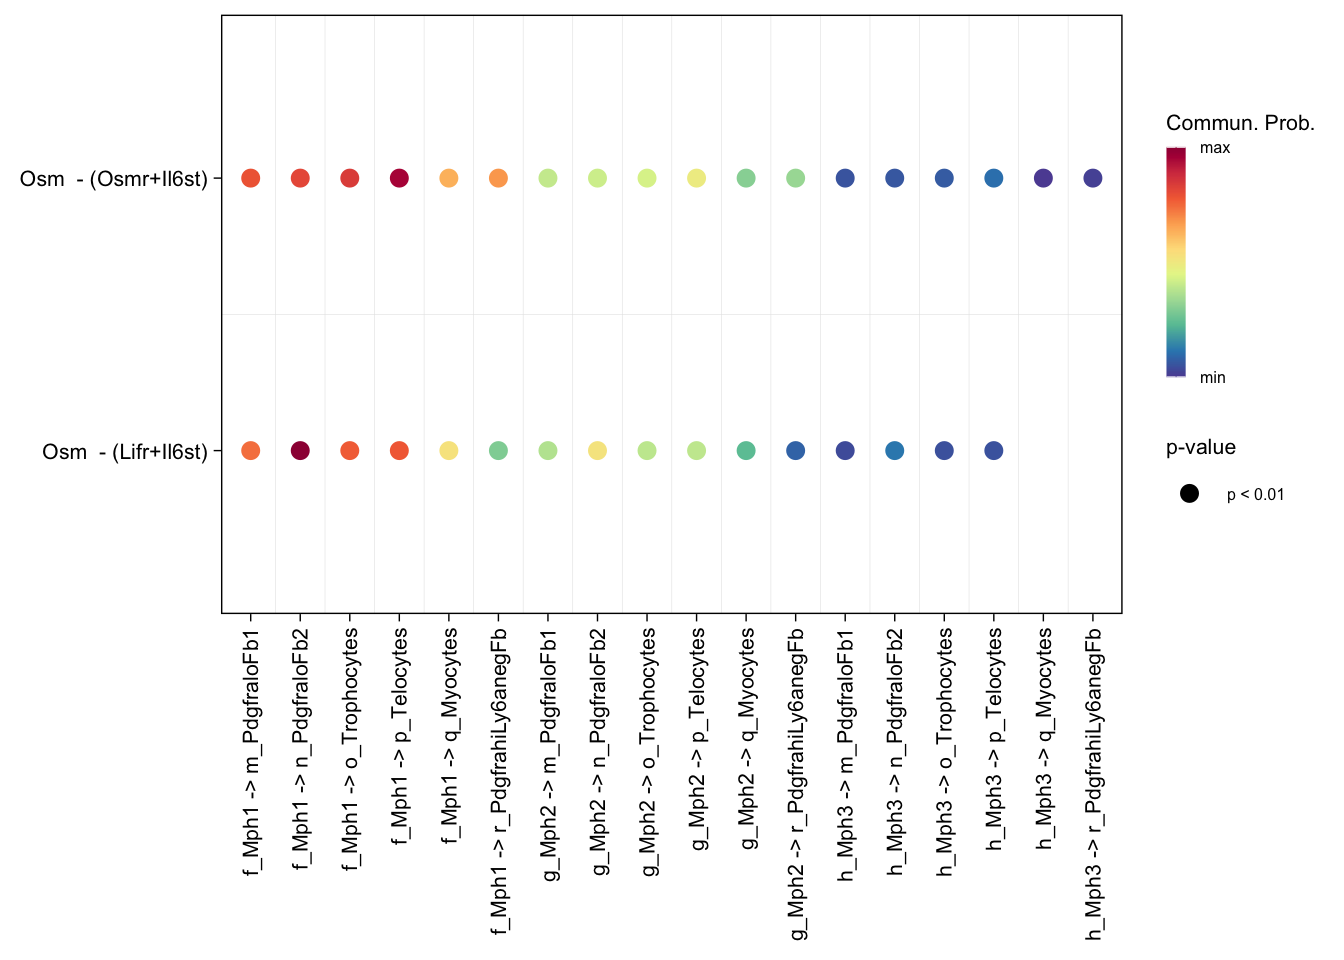 Osm  - (Osmr+Il6st)
Osm  - (Lifr+Il6st)
f_Mph1 -> m_PdgfraloFb1
f_Mph1 -> n_PdgfraloFb2
f_Mph1 -> o_Trophocytes
f_Mph1 -> p_Telocytes
f_Mph1 -> q_Myocytes
f_Mph1 -> r_PdgfrahiLy6anegFb
g_Mph2 -> m_PdgfraloFb1
g_Mph2 -> n_PdgfraloFb2
g_Mph2 -> o_Trophocytes
g_Mph2 -> p_Telocytes
g_Mph2 -> q_Myocytes
g_Mph2 -> r_PdgfrahiLy6anegFb
h_Mph3 -> m_PdgfraloFb1
h_Mph3 -> n_PdgfraloFb2
h_Mph3 -> o_Trophocytes
h_Mph3 -> p_Telocytes
h_Mph3 -> q_Myocytes
h_Mph3 -> r_PdgfrahiLy6anegFb
Commun. Prob.
max
min
p-value
p < 0.01